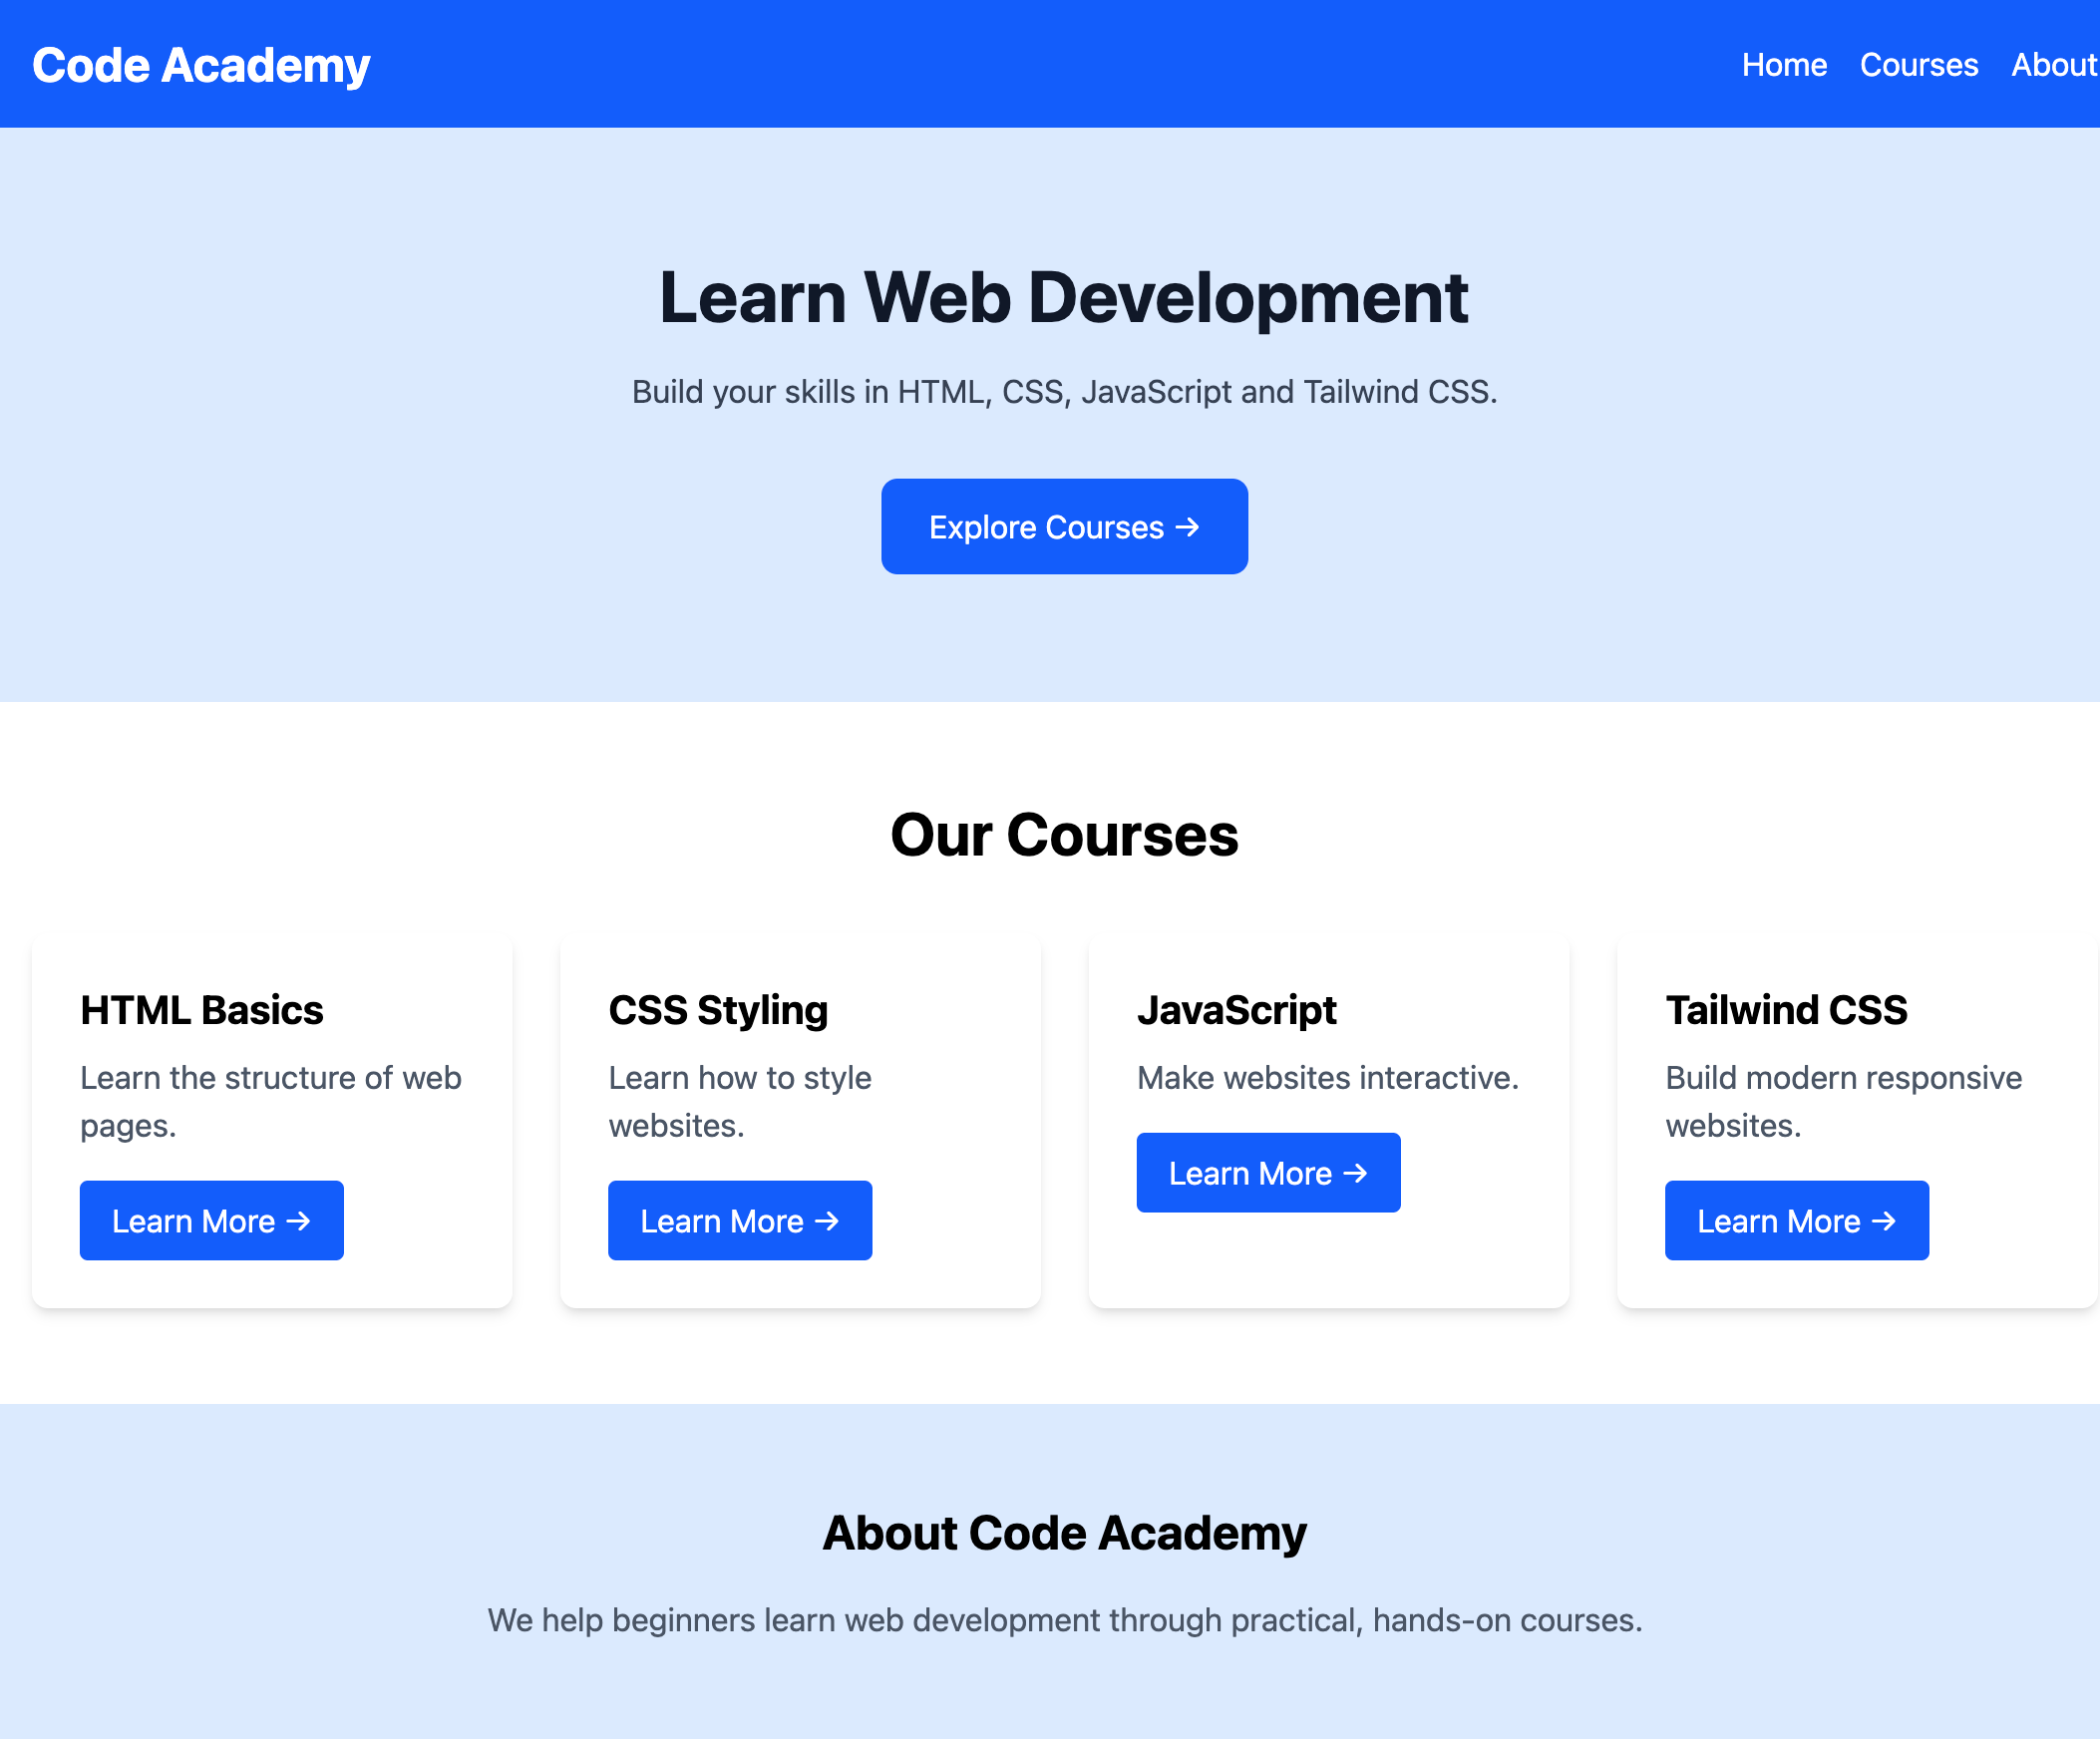 Code Academy
Home Courses About
Learn Web Development
Build your skills in HTML, CSS, JavaScript and Tailwind CSS.
Explore Courses →
Our Courses
HTML Basics
Learn the structure of web
pages.
Learn More →
CSS Styling
Learn how to style
websites.
Learn More →
JavaScript
Make websites interactive.
Learn More →
Tailwind CSS
Build modern responsive
websites.
Learn More →
About Code Academy
We help beginners learn web development through practical, hands-on courses.